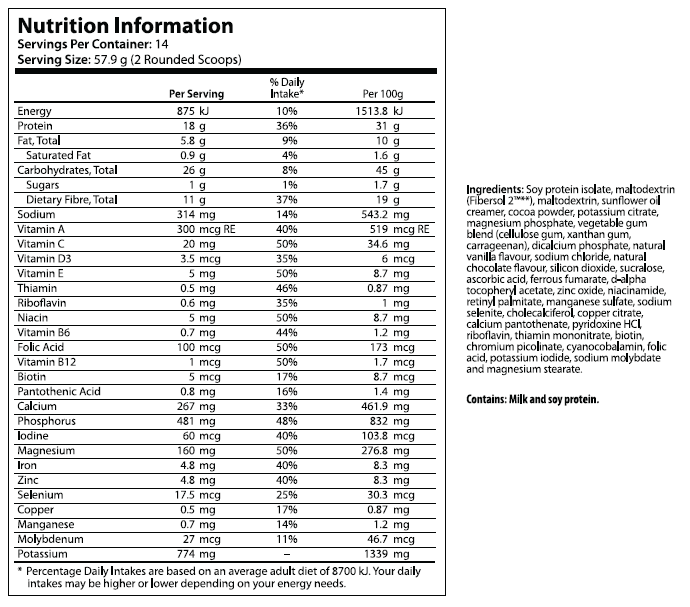 Nutrition Information
Servings Per Container: 14
Serving Size: 57.9 g (2 Rounded Scoops)
Per Serving % Daily Intake* Per 100g
Energy 875 kJ 10% 1513.8 kJ
Protein 18 g 36% 31 g
Fat, Total 5.8 g 9% 10 g
Saturated Fat 0.9 g 4% 1.6 g
Carbohydrates, Total 26 g 8% 45 g
Sugars 1 g 1% 1.7 g
Dietary Fibre, Total 11 g 37% 19 g
Sodium 314 mg 14% 543.2 mg
Vitamin A 300 mcg RE 40% 519 mcg RE
Vitamin C 20 mg 50% 34.6 mg
Vitamin D3 3.5 mcg 35% 6 mcg
Vitamin E 5 mg 50% 8.7 mg
Thiamin 0.5 mg 46% 0.87 mg
Riboflavin 0.6 mg 35% 1 mg
Niacin 5 mg 50% 8.7 mg
Vitamin B6 0.7 mg 44% 1.2 mg
Folic Acid 100 mcg 50% 173 mcg
Vitamin B12 1 mcg 50% 1.7 mcg
Biotin 5 mcg 17% 8.7 mcg
Pantothenic Acid 0.8 mg 16% 1.4 mg
Calcium 267 mg 33% 461.9 mg
Phosphorus 481 mg 48% 832 mg
Iodine 60 mcg 40% 103.8 mcg
Magnesium 160 mg 50% 276.8 mg
Iron 4.8 mg 40% 8.3 mg
Zinc 4.8 mg 40% 8.3 mg
Selenium 17.5 mcg 25% 30.3 mcg
Copper 0.5 mg 17% 0.87 mg
Manganese 0.7 mg 14% 1.2 mg
Molybdenum 27 mcg 11% 46.7 mcg
Potassium 774 mg – 1339 mg
* Percentage Daily Intakes are based on an average adult diet of 8700 kJ. Your daily
intakes may be higher or lower depending on your energy needs.
Ingredients: Soy protein isolate, maltodextrin
(Fibersol 2™**), maltodextrin, sunflower oil
creamer, cocoa powder, potassium citrate,
magnesium phosphate, vegetable gum
blend (cellulose gum, xanthan gum,
carrageenan), dicalcium phosphate, natural
vanilla flavour, sodium chloride, natural
chocolate flavour, silicon dioxide, sucralose,
ascorbic acid, ferrous fumarate, d-alpha
tocopheryl acetate, zinc oxide, niacinamide,
retinyl palmitate, manganese sulfate, sodium
selenite, cholecalciferol, copper citrate,
calcium pantothenate, pyridoxine HCl,
riboflavin, thiamin mononitrate, biotin,
chromium picolinate, cyanocobalamin, folic
acid, potassium iodide, sodium molybdate
and magnesium stearate.
Contains: Milk and soy protein.